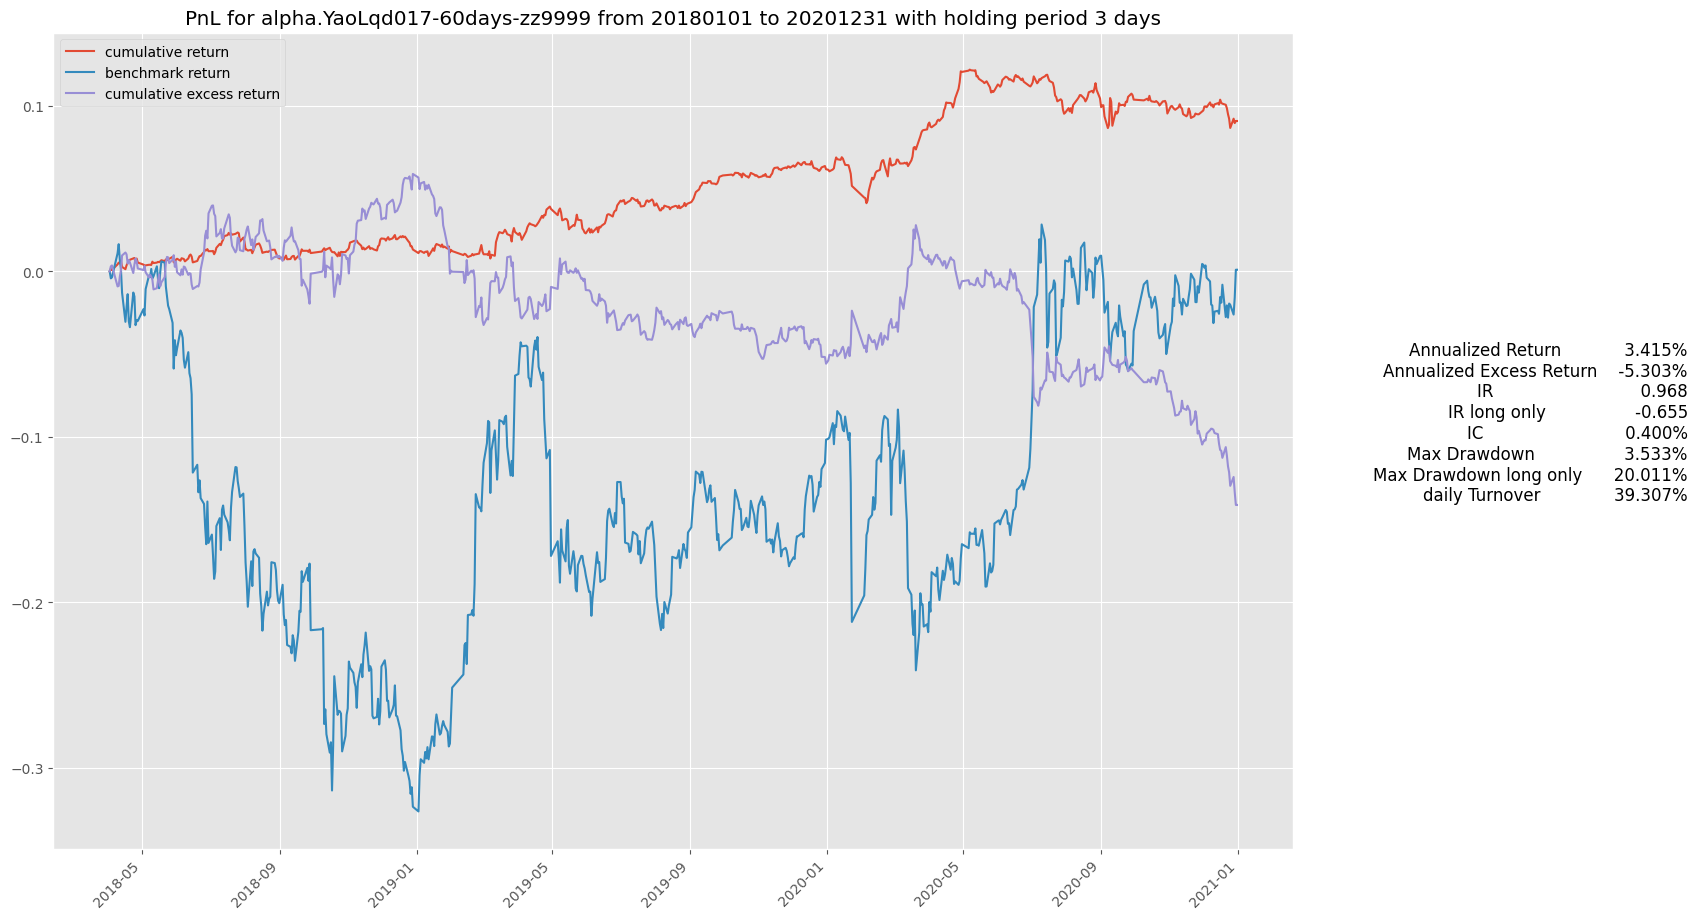 PnL for alpha.YaoLqd017-60days-zz9999 from 20180101 to 20201231 with holding period 3 days
cumulative return
benchmark return
cumulative excess return
0.1
0.0
−0.1
−0.2
−0.3
2018-05
2018-09
2019-01
2019-05
2019-09
2020-01
2020-05
2020-09
2021-01
Annualized Return 3.415%
Annualized Excess Return -5.303%
IR 0.968
IR long only -0.655
IC 0.400%
Max Drawdown 3.533%
Max Drawdown long only 20.011%
daily Turnover 39.307%